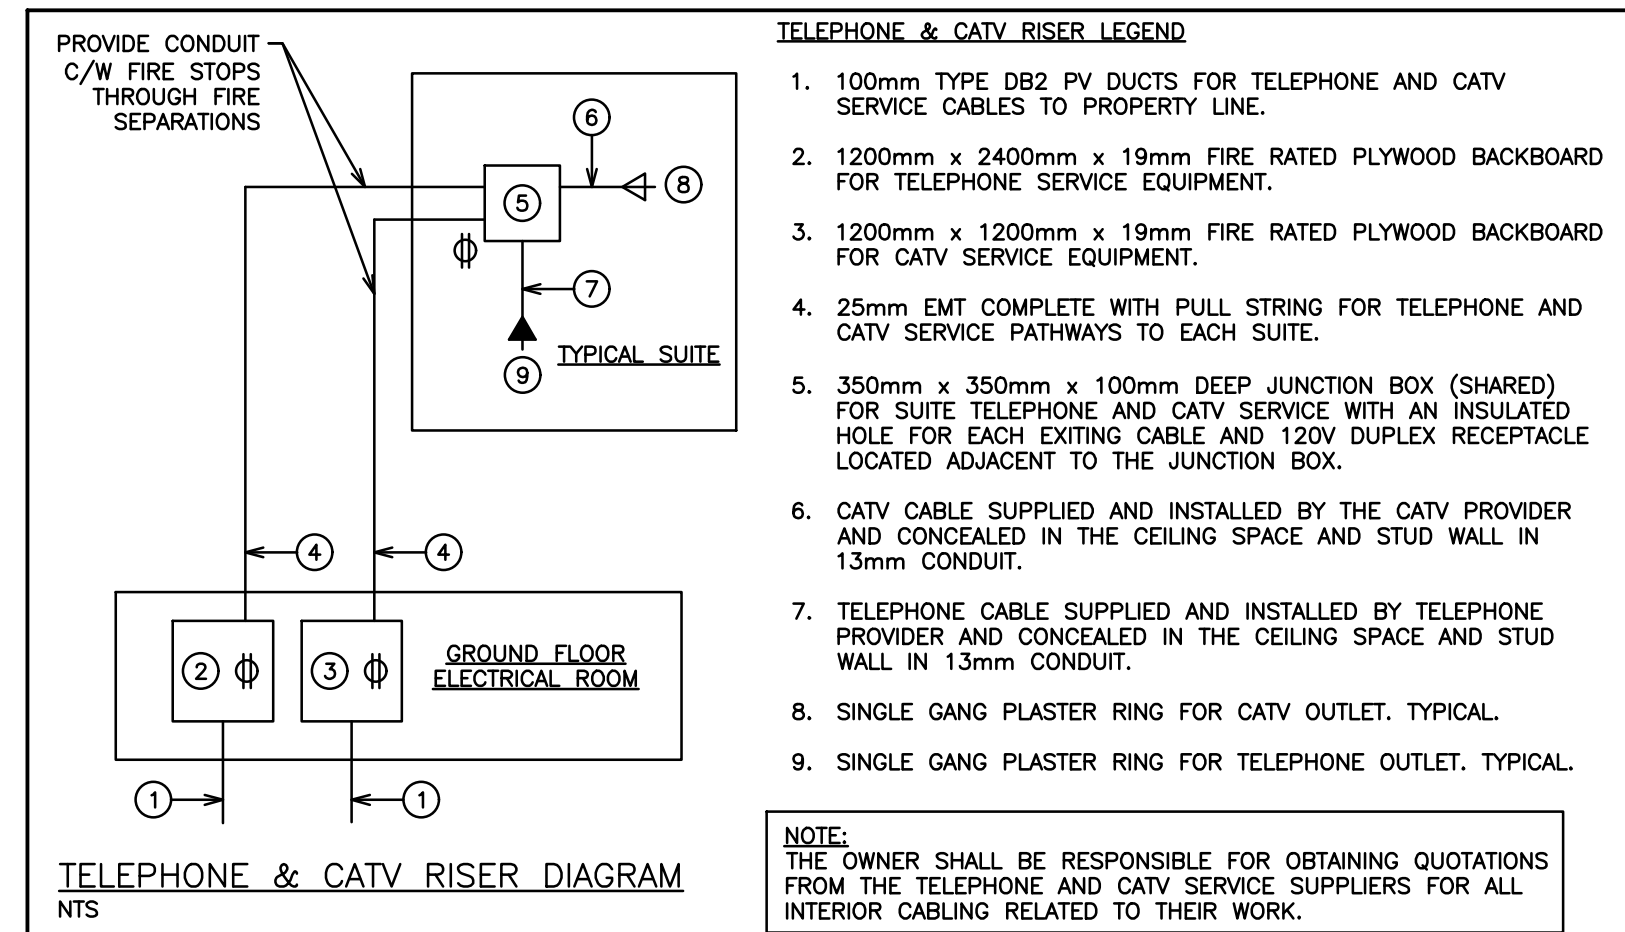 PROVIDE CONDUIT
C/W FIRE STOPS
THROUGH FIRE
SEPARATIONS
6
8
5
7
9
TYPICAL SUITE
4
4
2
3
GROUND FLOOR
ELECTRICAL ROOM
1
1
TELEPHONE & CATV RISER DIAGRAM
NTS
TELEPHONE & CATV RISER LEGEND
1. 100mm TYPE DB2 PV DUCTS FOR TELEPHONE AND CATV
SERVICE CABLES TO PROPERTY LINE.
2. 1200mm x 2400mm x 19mm FIRE RATED PLYWOOD BACKBOARD
FOR TELEPHONE SERVICE EQUIPMENT.
3. 1200mm x 1200mm x 19mm FIRE RATED PLYWOOD BACKBOARD
FOR CATV SERVICE EQUIPMENT.
4. 25mm EMT COMPLETE WITH PULL STRING FOR TELEPHONE AND
CATV SERVICE PATHWAYS TO EACH SUITE.
5. 350mm x 350mm x 100mm DEEP JUNCTION BOX (SHARED)
FOR SUITE TELEPHONE AND CATV SERVICE WITH AN INSULATED
HOLE FOR EACH EXITING CABLE AND 120V DUPLEX RECEPTACLE
LOCATED ADJACENT TO THE JUNCTION BOX.
6. CATV CABLE SUPPLIED AND INSTALLED BY THE CATV PROVIDER
AND CONCEALED IN THE CEILING SPACE AND STUD WALL IN
13mm CONDUIT.
7. TELEPHONE CABLE SUPPLIED AND INSTALLED BY TELEPHONE
PROVIDER AND CONCEALED IN THE CEILING SPACE AND STUD
WALL IN 13mm CONDUIT.
8. SINGLE GANG PLASTER RING FOR CATV OUTLET. TYPICAL.
9. SINGLE GANG PLASTER RING FOR TELEPHONE OUTLET. TYPICAL.
NOTE:
THE OWNER SHALL BE RESPONSIBLE FOR OBTAINING QUOTATIONS
FROM THE TELEPHONE AND CATV SERVICE SUPPLIERS FOR ALL
INTERIOR CABLING RELATED TO THEIR WORK.